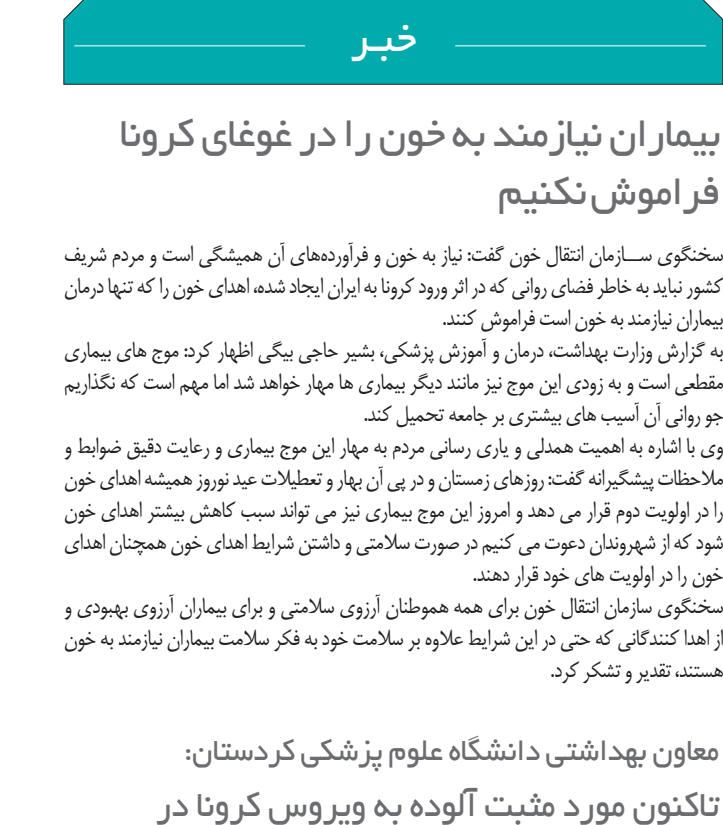 خبـر
بیماران نیازمند به خون را در غوغای کرونا
فراموش نکنیم
سخنگوی ســازمان انتقال خون گفت: نیاز به خون و فرآورده‌های آن همیشگی است و مردم شریف
کشور نباید به خاطر فضای روانی که در اثر ورود کرونا به ایران ایجاد شده، اهدای خون را که تنها درمان
بیماران نیازمند به خون است فراموش کنند.
به گزارش وزارت بهداشت، درمان و آموزش پزشکی، بشیر حاجی بیگی اظهار کرد: موج های بیماری
مقطعی است و به زودی این موج نیز مانند دیگر بیماری ها مهار خواهد شد اما مهم است که نگذاریم
جو روانی آن آسیب های بیشتری بر جامعه تحمیل کند.
وی با اشاره به اهمیت همدلی و یاری رسانی مردم به مهار این موج بیماری و رعایت دقیق ضوابط و
ملاحظات پیشگیرانه گفت: روزهای زمستان و در پی آن بهار و تعطیلات عید نوروز همیشه اهدای خون
را در اولویت دوم قرار می دهد و امروز این موج بیماری نیز می تواند سبب کاهش بیشتر اهدای خون
شود که از شهروندان دعوت می کنیم در صورت سلامتی و داشتن شرایط اهدای خون همچنان اهدای
خون را در اولویت های خود قرار دهند.
سخنگوی سازمان انتقال خون برای همه هموطنان آرزوی سلامتی و برای بیماران آرزوی بهبودی و
از اهدا کنندگانی که حتی در این شرایط علاوه بر سلامت خود به فکر سلامت بیماران نیازمند به خون
هستند، تقدیر و تشکر کرد.
معاون بهداشتی دانشگاه علوم پزشکی کردستان:
تاکنون مورد مثبت آلوده به ویروس کرونا در